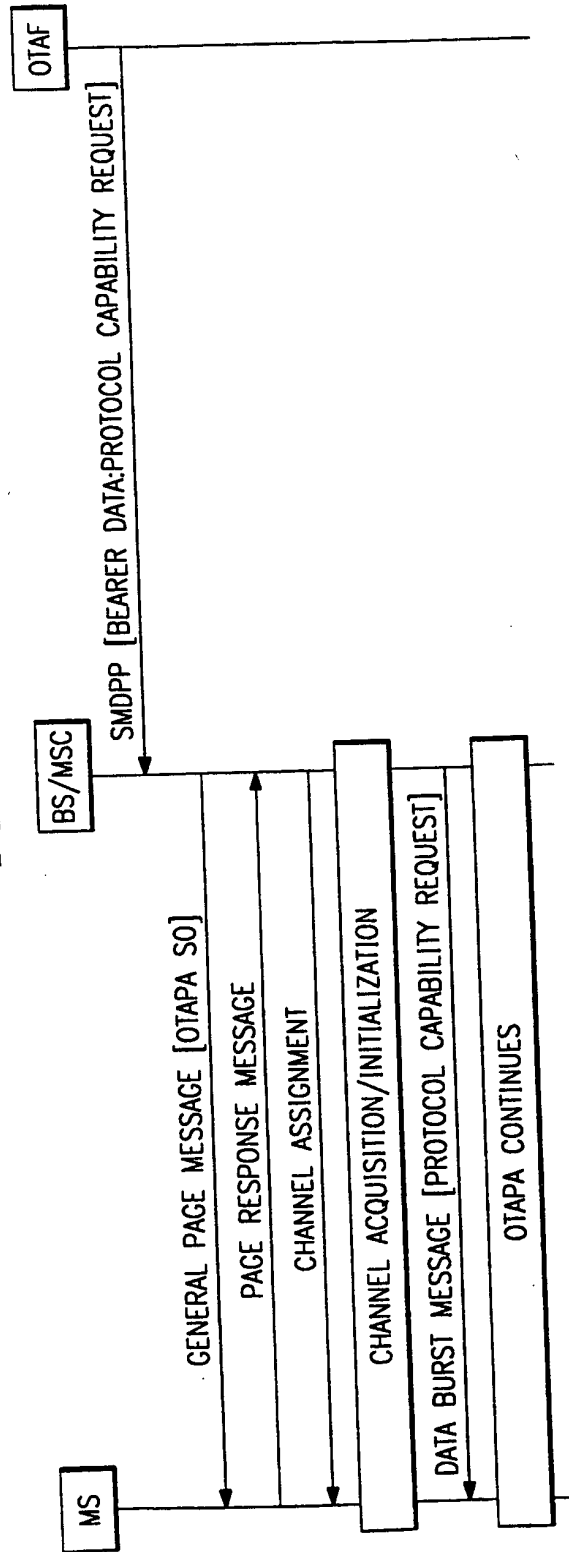 MS
BS/MSC
OTAF
SMDPP [BEARER DATA:PROTOCOL CAPABILITY REQUEST]
GENERAL PAGE MESSAGE [OTAPA SO]
PAGE RESPONSE MESSAGE
CHANNEL ASSIGNMENT
CHANNEL ACQUISITION/INITIALIZATION
DATA BURST MESSAGE [PROTOCOL CAPABILITY REQUEST]
OTAPA CONTINUES